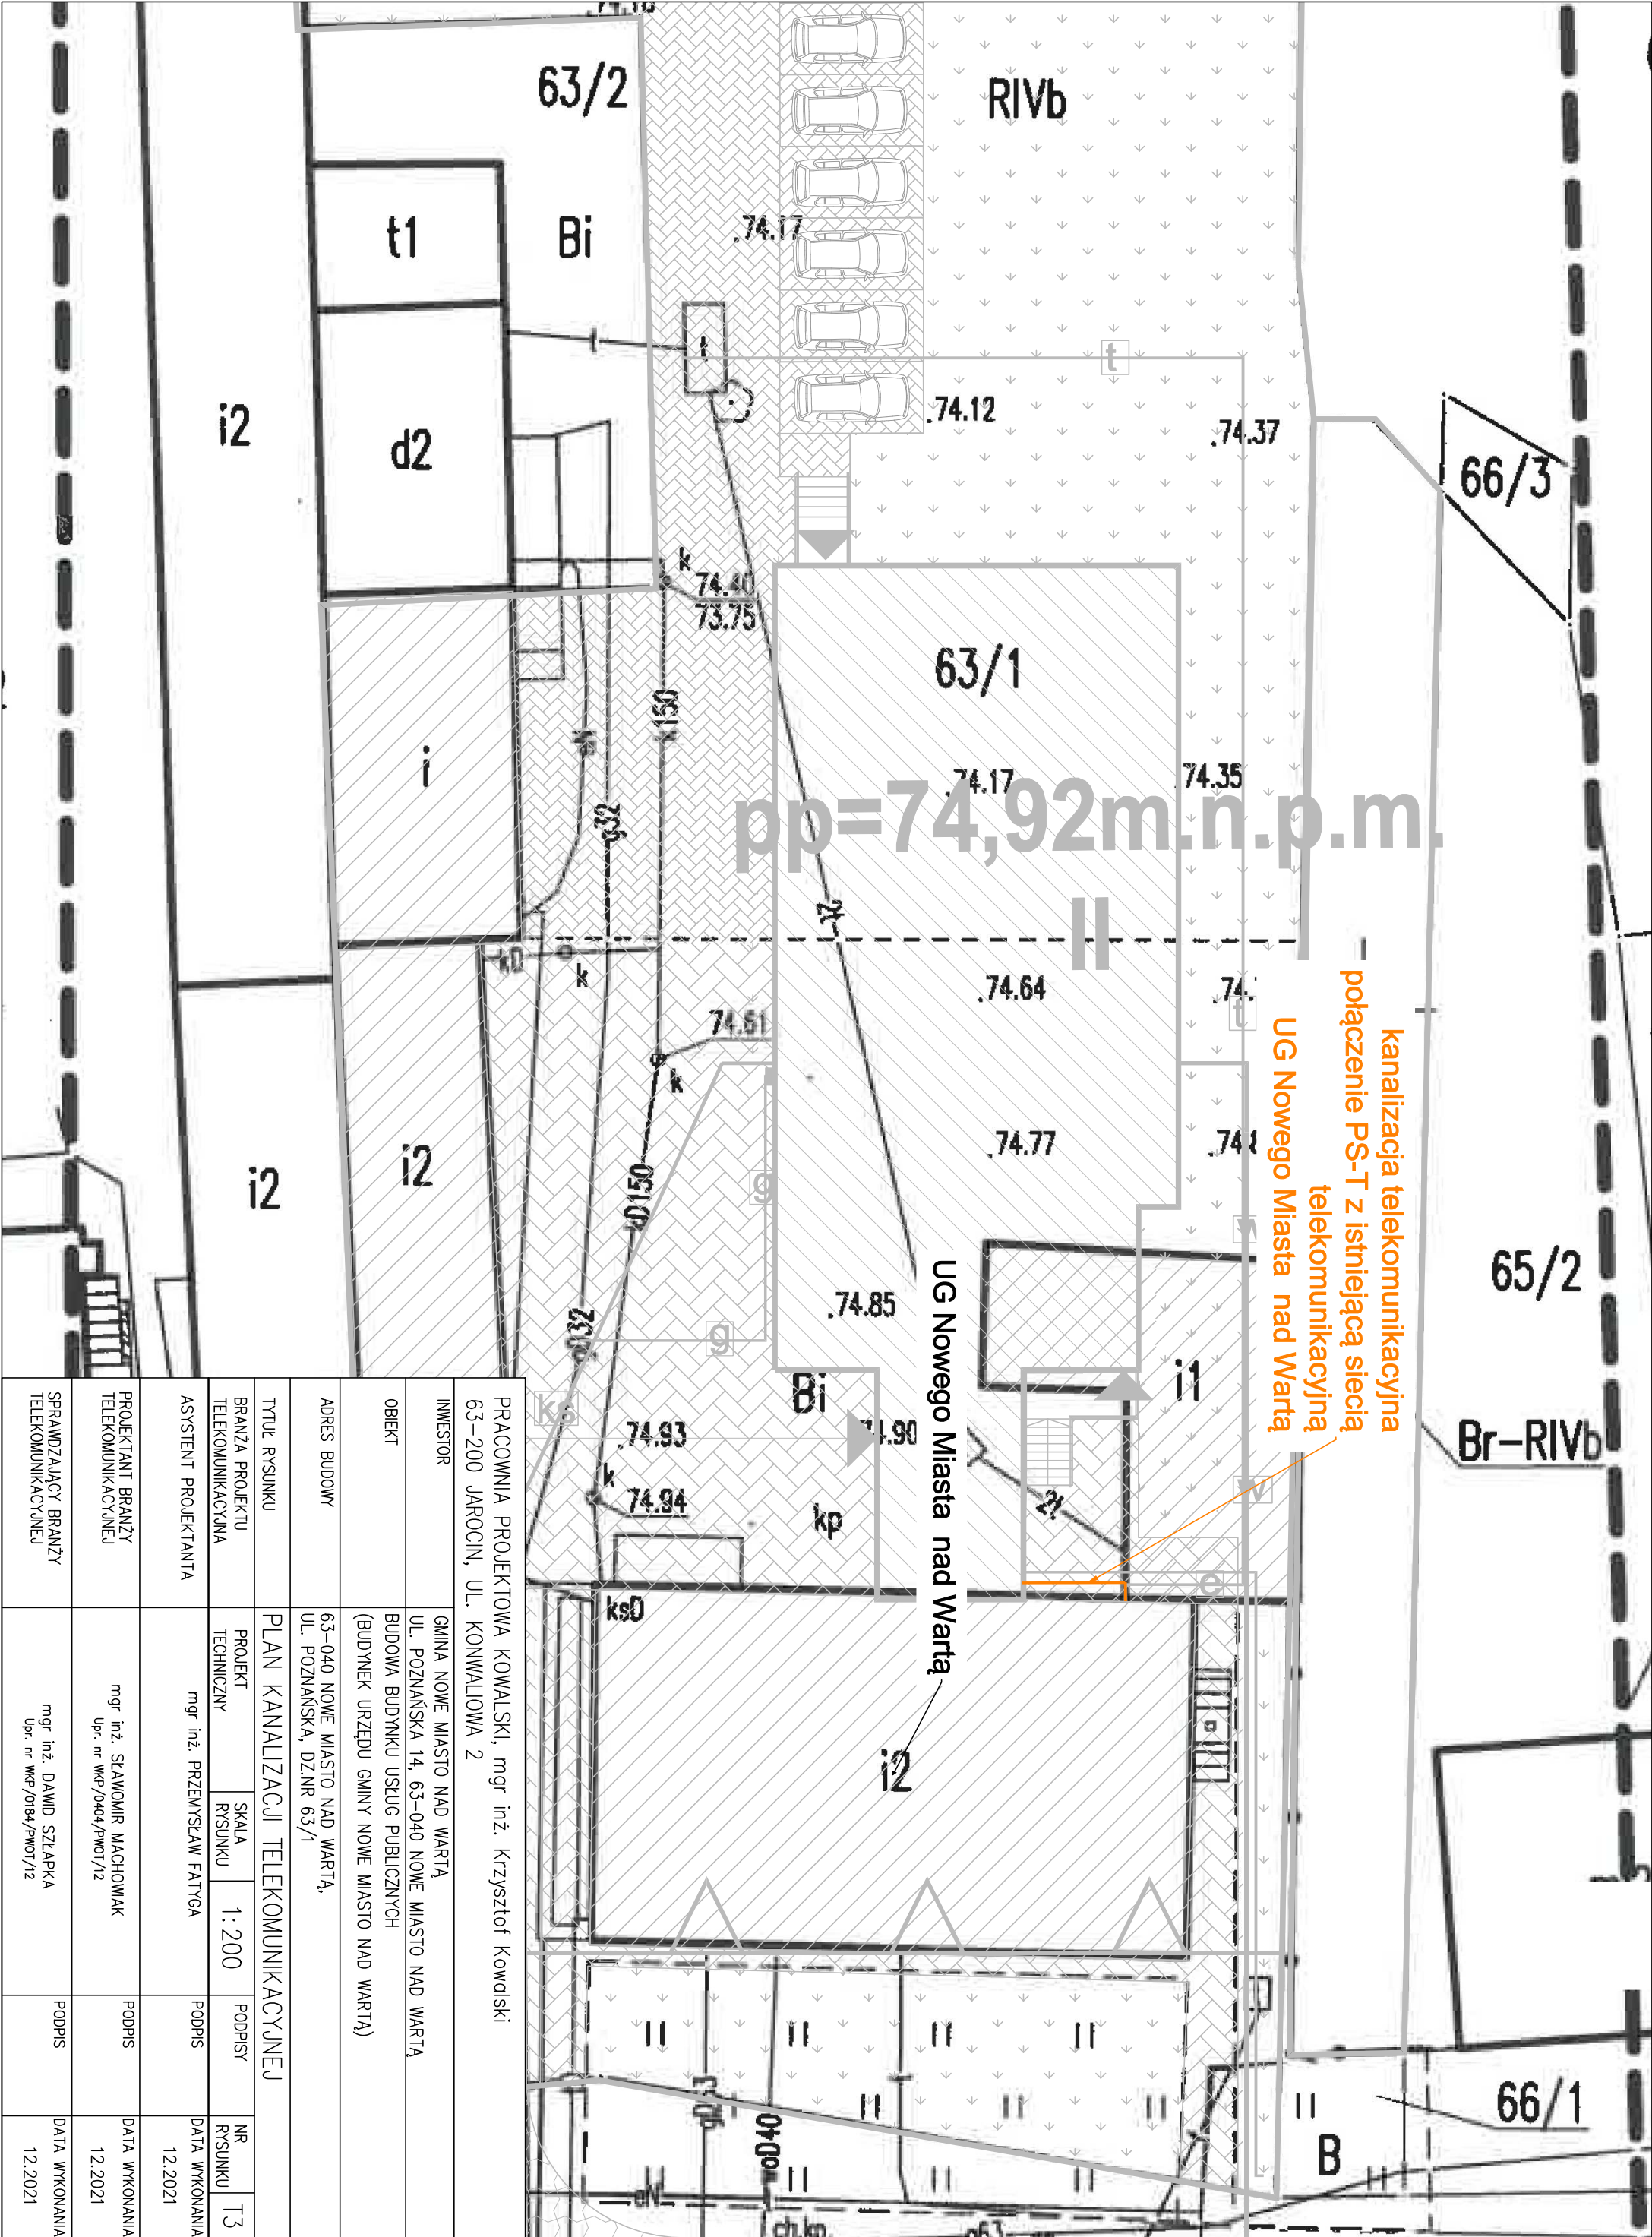 63/2
RIVb
t1
Bi
.74.17
t
t
i2
d2
.74.12
.74.37
66/3
k
74.40
73.75
63/1
i
k150
eN
g32
.74.17
74.35
pp=74,92m.n.p.m.
II
2t
kD
k
.74.64
74.61
k
t
kanalizacja telekomunikacyjna
połączenie PS-T z istniejącą siecią
telekomunikacyjną
UG Nowego Miasta nad Wartą
i2
i2
.74.77
g
65/2
.74.85
g
UG Nowego Miasta nad Wartą
Bi
i1
ks
.74.93
Br-RIVb
k
74.94
kp
2t
w
e
ksD
i2
66/1
B
PRACOWNIA PROJEKTOWA KOWALSKI, mgr inż. Krzysztof Kowalski
63-200 JAROCIN, UL. KONWALIOWA 2
INWESTOR
GMINA NOWE MIASTO NAD WARTĄ
UL. POZNAŃSKA 14, 63-040 NOWE MIASTO NAD WARTĄ
OBIEKT
BUDOWA BUDYNKU USŁUG PUBLICZNYCH
(BUDYNEK URZĘDU GMINY NOWE MIASTO NAD WARTĄ)
ADRES BUDOWY
63-040 NOWE MIASTO NAD WARTĄ,
UL. POZNAŃSKA, DZ.NR 63/1
TYTUŁ RYSUNKU
PLAN KANALIZACJI TELEKOMUNIKACYJNEJ
BRANŻA PROJEKTU
TELEKOMUNIKACYJNA
PROJEKT
TECHNICZNY
SKALA
RYSUNKU
1:200
PODPISY
NR
RYSUNKU
T3
ASYSTENT PROJEKTANTA
mgr inż. PRZEMYSŁAW FATYGA
PODPIS
DATA WYKONANIA
12.2021
PROJEKTANT BRANŻY
TELEKOMUNIKACYJNEJ
mgr inż. SŁAWOMIR MACHOWIAK
Upr. nr WKP/0404/PWOT/12
PODPIS
DATA WYKONANIA
12.2021
SPRAWDZAJĄCY BRANŻY
TELEKOMUNIKACYJNEJ
mgr inż. DAWID SZŁAPKA
Upr. nr WKP/0184/PWOT/12
PODPIS
DATA WYKONANIA
12.2021